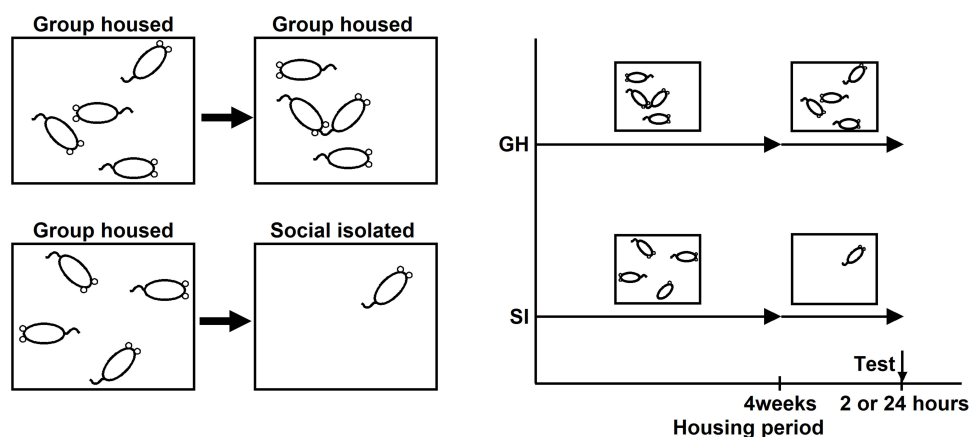 Group housed
Group housed
Group housed
Social isolated
GH
SI
Test
4weeks
2 or 24 hours
Housing period